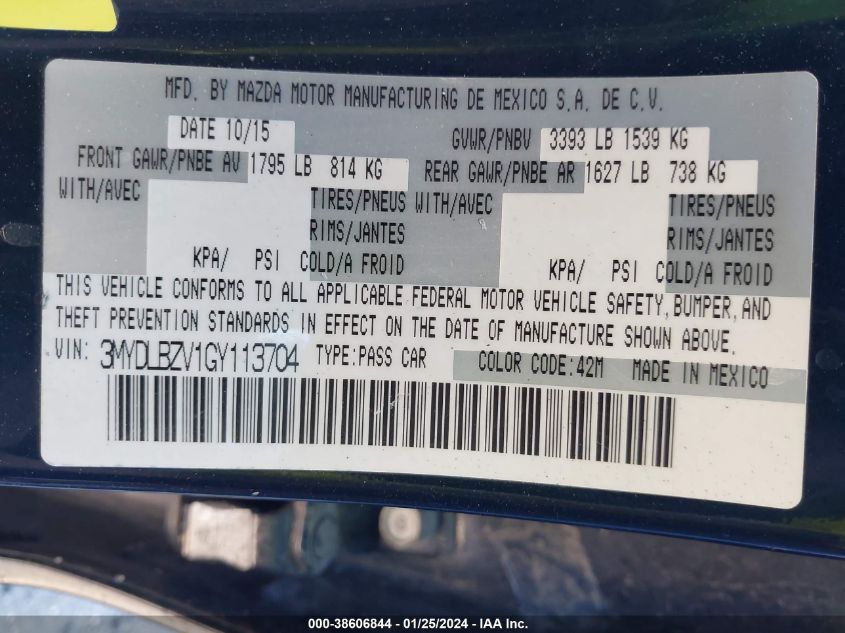 MFD. BY MAZDA MOTOR MANUFACTURING DE MEXICO S.A. DE C.V.
DATE 10/15 GVWR/PNBV 3393 LB 1539 KG
FRONT GAWR/PNBE AV 1795 LB 814 KG REAR GAWR/PNBE AR 1627 LB 738 KG
WITH/AVEC TIRES/PNEUS WITH/AVEC TIRES/PNEUS
RIMS/JANTES RIMS/JANTES
KPA/ PSI COLD/A FROID KPA/ PSI COLD/A FROID
THIS VEHICLE CONFORMS TO ALL APPLICABLE FEDERAL MOTOR VEHICLE SAFETY, BUMPER, AND
THEFT PREVENTION STANDARDS IN EFFECT ON THE DATE OF MANUFACTURE SHOWN ABOVE.
VIN: 3MYDLBZV1GY113704 TYPE:PASS CAR COLOR CODE:42M MADE IN MEXICO
000-38606844 - 01/25/2024 - IAA Inc.